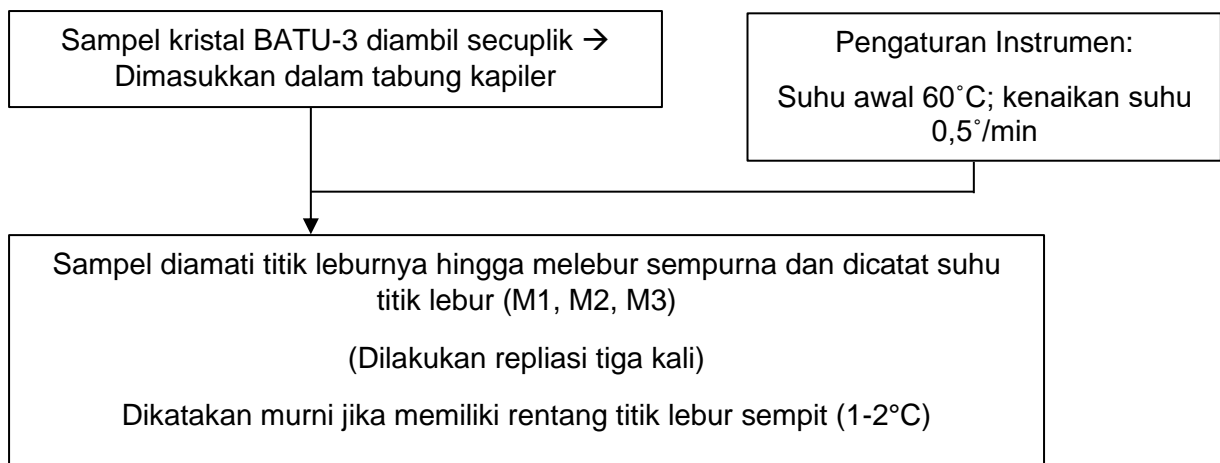 Sampel kristal BATU-3 diambil secuplik →
Dimasukkan dalam tabung kapiler
Pengaturan Instrumen:
Suhu awal 60˚C; kenaikan suhu
0,5˚/min
Sampel diamati titik leburnya hingga melebur sempurna dan dicatat suhu
titik lebur (M1, M2, M3)
(Dilakukan repliasi tiga kali)
Dikatakan murni jika memiliki rentang titik lebur sempit (1-2°C)